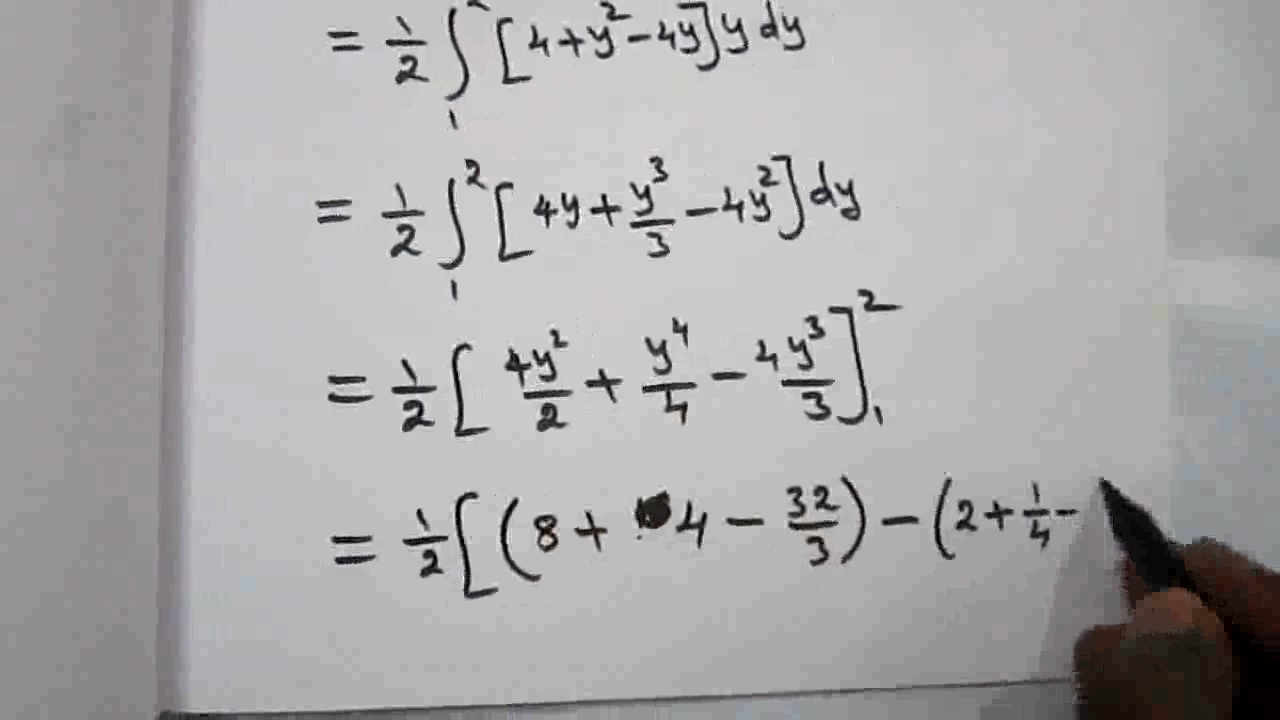 = 1/2 ∫₁² [4 + y² - 4y] y dy
= 1/2 ∫₁² [4y + y³/3 - 4y²] dy
= 1/2 [4y²/2 + y⁴/4 - 4y³/3]₁²
= 1/2 [(8 + 4 - 32/3) - (2 + 1/4 -